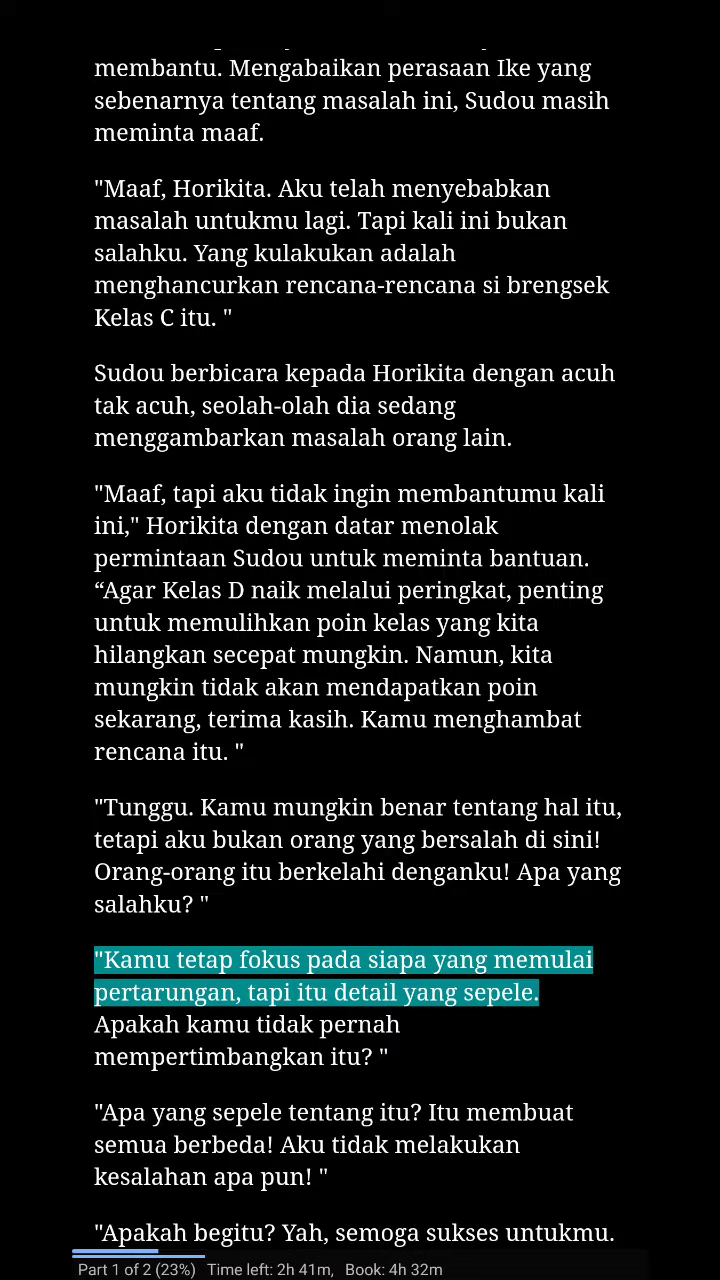 membantu. Mengabaikan perasaan Ike yang
sebenarnya tentang masalah ini, Sudou masih
meminta maaf.
"Maaf, Horikita. Aku telah menyebabkan
masalah untukmu lagi. Tapi kali ini bukan
salahku. Yang kulakukan adalah
menghancurkan rencana-rencana si brengsek
Kelas C itu. "
Sudou berbicara kepada Horikita dengan acuh
tak acuh, seolah-olah dia sedang
menggambarkan masalah orang lain.
"Maaf, tapi aku tidak ingin membantumu kali
ini," Horikita dengan datar menolak
permintaan Sudou untuk meminta bantuan.
“Agar Kelas D naik melalui peringkat, penting
untuk memulihkan poin kelas yang kita
hilangkan secepat mungkin. Namun, kita
mungkin tidak akan mendapatkan poin
sekarang, terima kasih. Kamu menghambat
rencana itu. "
"Tunggu. Kamu mungkin benar tentang hal itu,
tetapi aku bukan orang yang bersalah di sini!
Orang-orang itu berkelahi denganku! Apa yang
salahku? "
"Kamu tetap fokus pada siapa yang memulai
pertarungan, tapi itu detail yang sepele.
Apakah kamu tidak pernah
mempertimbangkan itu? "
"Apa yang sepele tentang itu? Itu membuat
semua berbeda! Aku tidak melakukan
kesalahan apa pun! "
"Apakah begitu? Yah, semoga sukses untukmu.
Part 1 of 2 (23%) Time left: 2h 41m, Book: 4h 32m